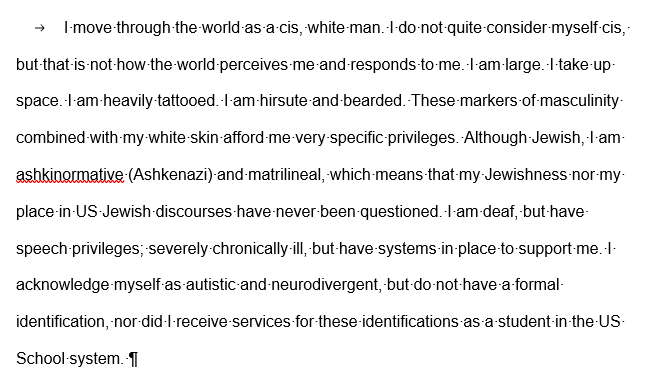 I move through the world as a cis, white man. I do not quite consider myself cis,
but that is not how the world perceives me and responds to me. I am large. I take up
space. I am heavily tattooed. I am hirsute and bearded. These markers of masculinity
combined with my white skin afford me very specific privileges. Although Jewish, I am
ashkinormative (Ashkenazi) and matrilineal, which means that my Jewishness nor my
place in US Jewish discourses have never been questioned. I am deaf, but have
speech privileges; severely chronically ill, but have systems in place to support me. I
acknowledge myself as autistic and neurodivergent, but do not have a formal
identification, nor did I receive services for these identifications as a student in the US
School system. ¶